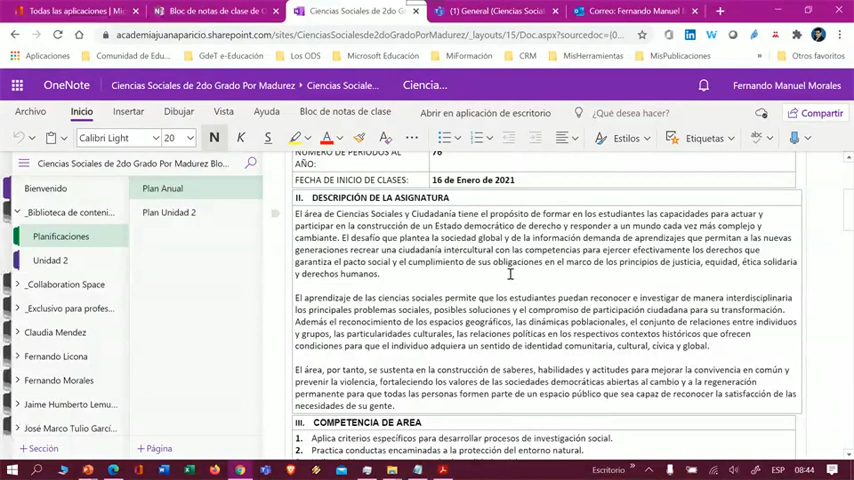 Todas las aplicaciones | Mic
Bloc de notas de clase de C
Ciencias Sociales de 2do Grado
(1) General (Ciencias Social
Correo: Fernando Manuel M
academiajuanaparicio.sharepoint.com/sites/CienciasSocialesde2doGradoPorMadurez/_layouts/15/Doc.aspx?sourcedoc={0...
Aplicaciones
Comunidad de Edu...
GdeT e-Education
Los ODS
Microsoft Education
MiFormación
CRM
MisHerramientas
MisPublicaciones
Otros favoritos
OneNote
Ciencias Sociales de 2do Grado Por Madurez › Ciencias Sociale...
Ciencia...
Fernando Manuel Morales
Archivo
Inicio
Insertar
Dibujar
Vista
Ayuda
Bloc de notas de clase
Abrir en aplicación de escritorio
¿Qué desea hacer?
Compartir
Calibri Light
20
N
K
S
A
Estilos
Etiquetas
Ciencias Sociales de 2do Grado Por Madurez Blo...
Bienvenido
_Biblioteca de conteni...
Planificaciones
Unidad 2
_Collaboration Space
_Exclusivo para profes...
Claudia Mendez
Fernando Licona
Fernando Morales
Jaime Humberto Lemu...
José Marco Tulio García...
+ Sección
Plan Anual
Plan Unidad 2
+ Página
NÚMERO DE PERIODOS AL AÑO:
76
FECHA DE INICIO DE CLASES:
16 de Enero de 2021
II. DESCRIPCIÓN DE LA ASIGNATURA
El área de Ciencias Sociales y Ciudadanía tiene el propósito de formar en los estudiantes las capacidades para actuar y
participar en la construcción de un Estado democrático de derecho y responder a un mundo cada vez más complejo y
cambiante. El desafío que plantea la sociedad global y de la información demanda de aprendizajes que permitan a las nuevas
generaciones recrear una ciudadanía intercultural con las competencias para ejercer efectivamente los derechos que
garantiza el pacto social y el cumplimiento de sus obligaciones en el marco de los principios de justicia, equidad, ética solidaria
y derechos humanos.
El aprendizaje de las ciencias sociales permite que los estudiantes puedan reconocer e investigar de manera interdisciplinaria
los principales problemas sociales, posibles soluciones y el compromiso de participación ciudadana para su transformación.
Además el reconocimiento de los espacios geográficos, las dinámicas poblacionales, el conjunto de relaciones entre individuos
y grupos, las particularidades culturales, las relaciones políticas en los respectivos contextos históricos que ofrecen
condiciones para que el individuo adquiera un sentido de identidad comunitaria, cultural, cívica y global.
El área, por tanto, se sustenta en la construcción de saberes, habilidades y actitudes para mejorar la convivencia en común y
prevenir la violencia, fortaleciendo los valores de las sociedades democráticas abiertas al cambio y a la regeneración
permanente para que todas las personas formen parte de un espacio público que sea capaz de reconocer la satisfacción de las
necesidades de su gente.
III. COMPETENCIA DE AREA
1. Aplica criterios específicos para desarrollar procesos de investigación social.
2. Practica conductas encaminadas a la protección del entorno natural.
Escritorio
ESP
08:44